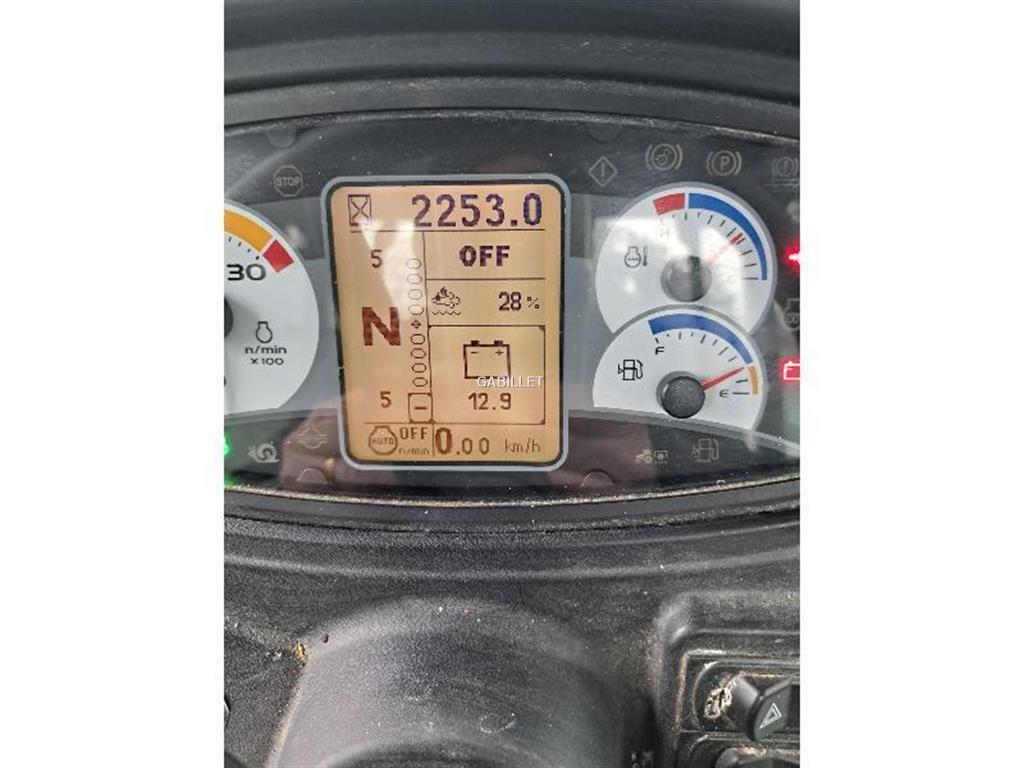 STOP
P
2253.0
5
OFF
28 %
N
30
n/min
x100
H
C
F
E
- +
GABILLET
12.9
5
AUTO
OFF
n/min
0.00 km/h